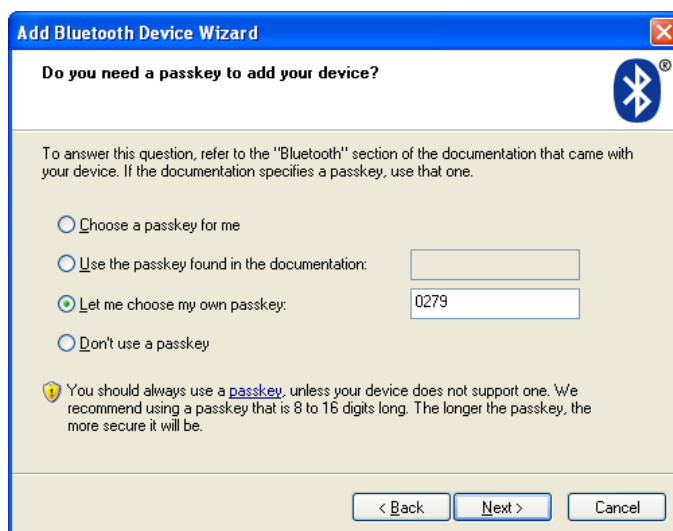 Add Bluetooth Device Wizard
Do you need a passkey to add your device?
®
To answer this question, refer to the "Bluetooth" section of the documentation that came with
your device. If the documentation specifies a passkey, use that one.
Choose a passkey for me
Use the passkey found in the documentation:
Let me choose my own passkey:
0279
Don't use a passkey
You should always use a passkey, unless your device does not support one. We
recommend using a passkey that is 8 to 16 digits long. The longer the passkey, the
more secure it will be.
< Back
Next >
Cancel